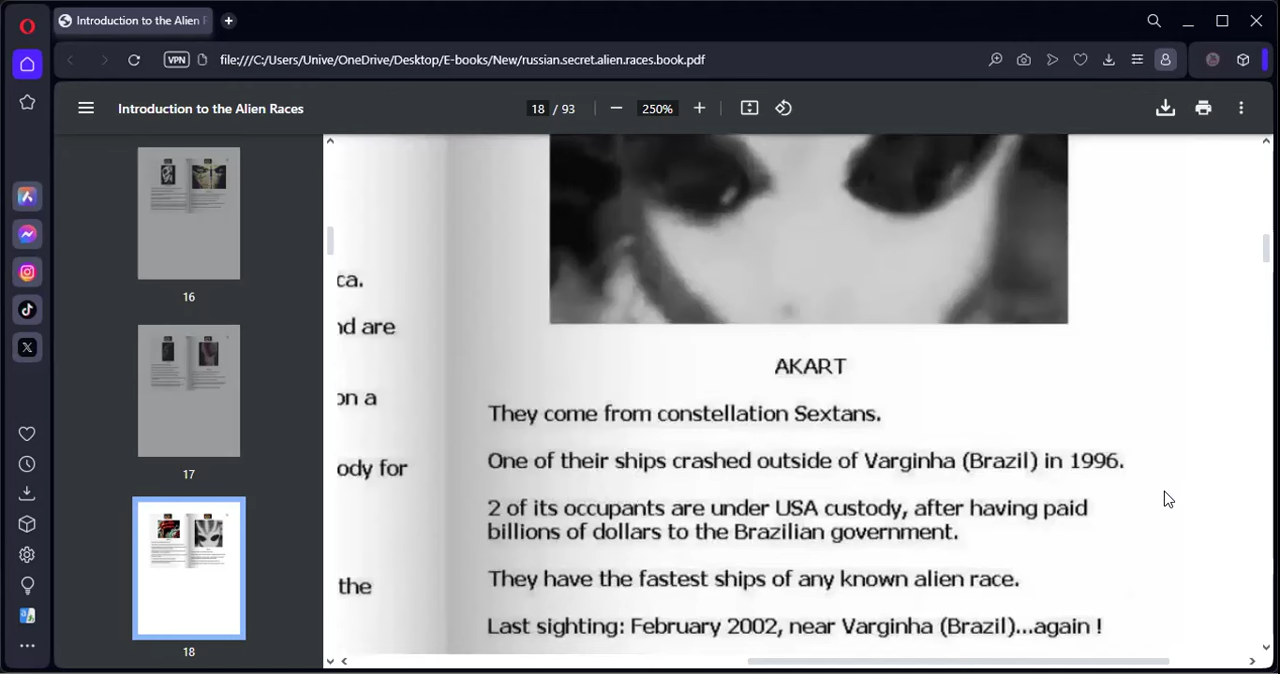 Introduction to the Alien R
VPN
file:///C:/Users/Unive/OneDrive/Desktop/E-books/New/russian.secret.alien.races.book.pdf
Introduction to the Alien Races
18 / 93
250%
16
17
18
ca.
nd are
on a
ody for
the
AKART
They come from constellation Sextans.
One of their ships crashed outside of Varginha (Brazil) in 1996.
2 of its occupants are under USA custody, after having paid
billions of dollars to the Brazilian government.
They have the fastest ships of any known alien race.
Last sighting: February 2002, near Varginha (Brazil)...again !